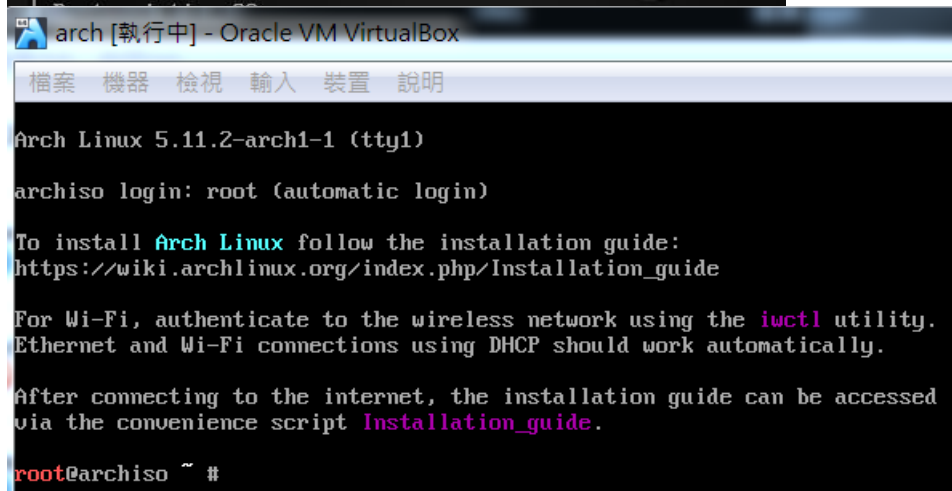 arch [執行中] - Oracle VM VirtualBox
檔案 機器 檢視 輸入 裝置 說明
Arch Linux 5.11.2-arch1-1 (tty1)
archiso login: root (automatic login)
To install Arch Linux follow the installation guide:
https://wiki.archlinux.org/index.php/Installation_guide
For Wi-Fi, authenticate to the wireless network using the iwctl utility.
Ethernet and Wi-Fi connections using DHCP should work automatically.
After connecting to the internet, the installation guide can be accessed
via the convenience script Installation_guide.
root@archiso ~ #